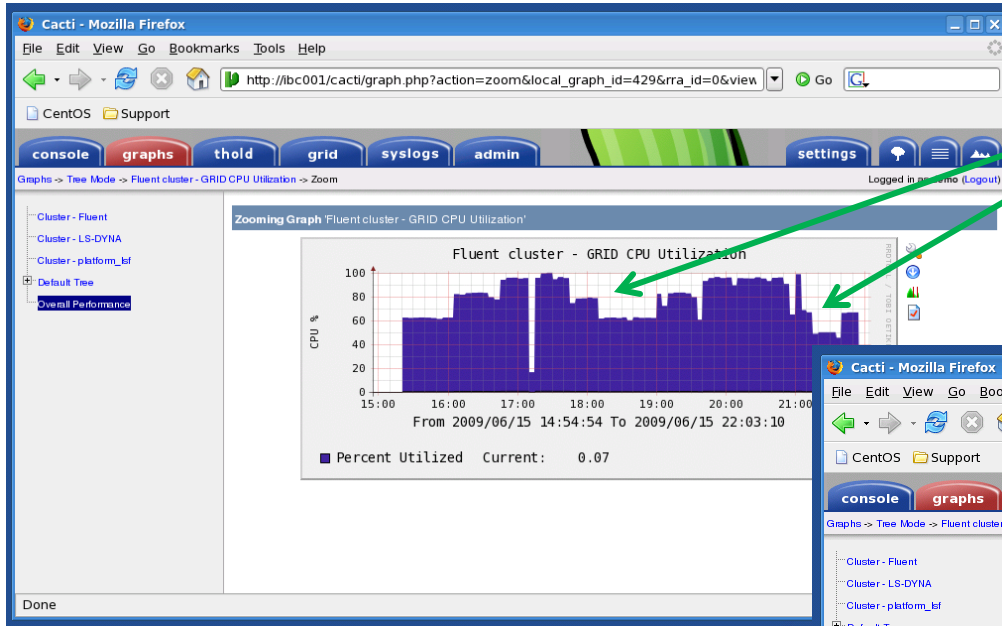 Cacti - Mozilla Firefox
File Edit View Go Bookmarks Tools Help
http://ibc001/cacti/graph.php?action=zoom&local_graph_id=429&rra_id=0&view
Go
G
CentOS Support
console graphs thold grid syslogs admin settings
Graphs -> Tree Mode -> Fluent cluster - GRID CPU Utilization -> Zoom
Logged in as demo (Logout)
Cluster - Fluent
Cluster - LS-DYNA
Cluster - platform_lsf
Default Tree
Overall Performance
Zooming Graph 'Fluent cluster - GRID CPU Utilization'
Fluent cluster - GRID CPU Utilization
CPU %
100
80
60
40
20
0
15:00 16:00 17:00 18:00 19:00 20:00 21:00
From 2009/06/15 14:54:54 To 2009/06/15 22:03:10
Percent Utilized Current: 0.07
Done
Cacti - Mozilla Firefox
File Edit View Go Boo
CentOS Support
console graphs
Graphs -> Tree Mode -> Fluent cluster
Cluster - Fluent
Cluster - LS-DYNA
Cluster - platform_lsf